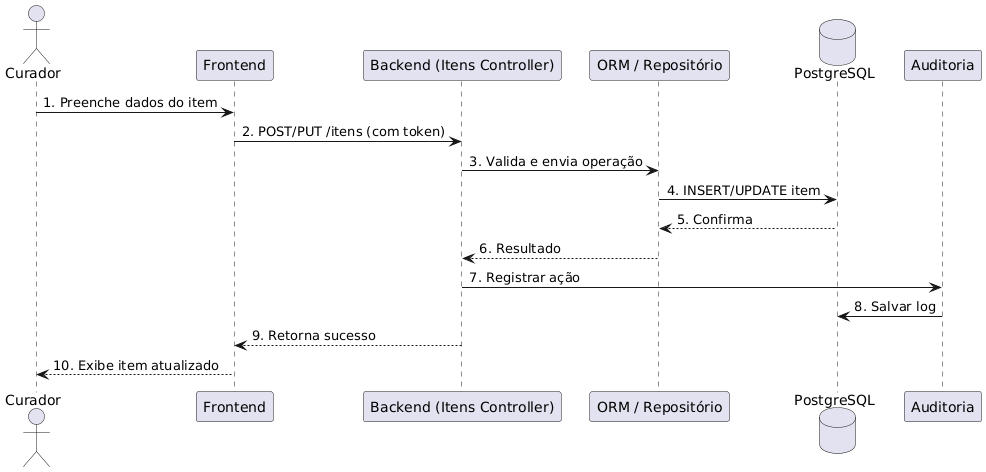 Curador
Frontend
Backend (Itens Controller)
ORM / Repositório
PostgreSQL
Auditoria
1. Preenche dados do item
2. POST/PUT /itens (com token)
3. Valida e envia operação
4. INSERT/UPDATE item
5. Confirma
6. Resultado
7. Registrar ação
8. Salvar log
9. Retorna sucesso
10. Exibe item atualizado
Curador
Frontend
Backend (Itens Controller)
ORM / Repositório
PostgreSQL
Auditoria